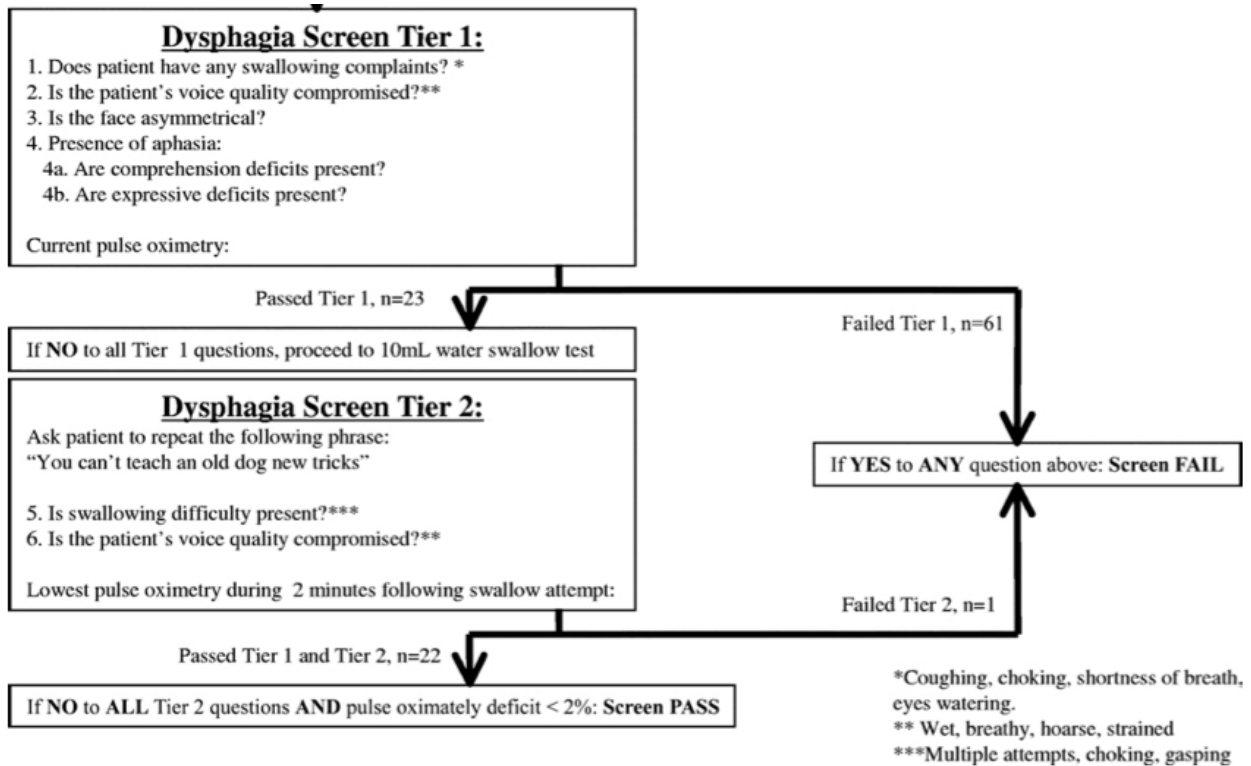 Dysphagia Screen Tier 1:
1. Does patient have any swallowing complaints? *
2. Is the patient's voice quality compromised?**
3. Is the face asymmetrical?
4. Presence of aphasia:
4a. Are comprehension deficits present?
4b. Are expressive deficits present?
Current pulse oximetry:
Passed Tier 1, n=23
Failed Tier 1, n=61
If NO to all Tier 1 questions, proceed to 10mL water swallow test
Dysphagia Screen Tier 2:
Ask patient to repeat the following phrase:
“You can't teach an old dog new tricks”
If YES to ANY question above: Screen FAIL
5. Is swallowing difficulty present?***
6. Is the patient's voice quality compromised?**
Lowest pulse oximetry during 2 minutes following swallow attempt:
Failed Tier 2, n=1
Passed Tier 1 and Tier 2, n=22
If NO to ALL Tier 2 questions AND pulse oximately deficit < 2%: Screen PASS
*Coughing, choking, shortness of breath,
eyes watering.
** Wet, breathy, hoarse, strained
***Multiple attempts, choking, gasping